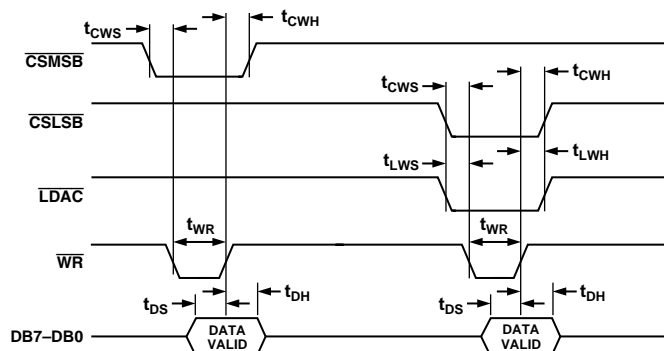 tCWS
tCWH
CSMSB
tCWS
tCWH
CSLSB
tLWS
tLWH
LDAC
tWR
tWR
WR
tDS
tDH
tDS
tDH
DB7–DB0
DATA
VALID
DATA
VALID